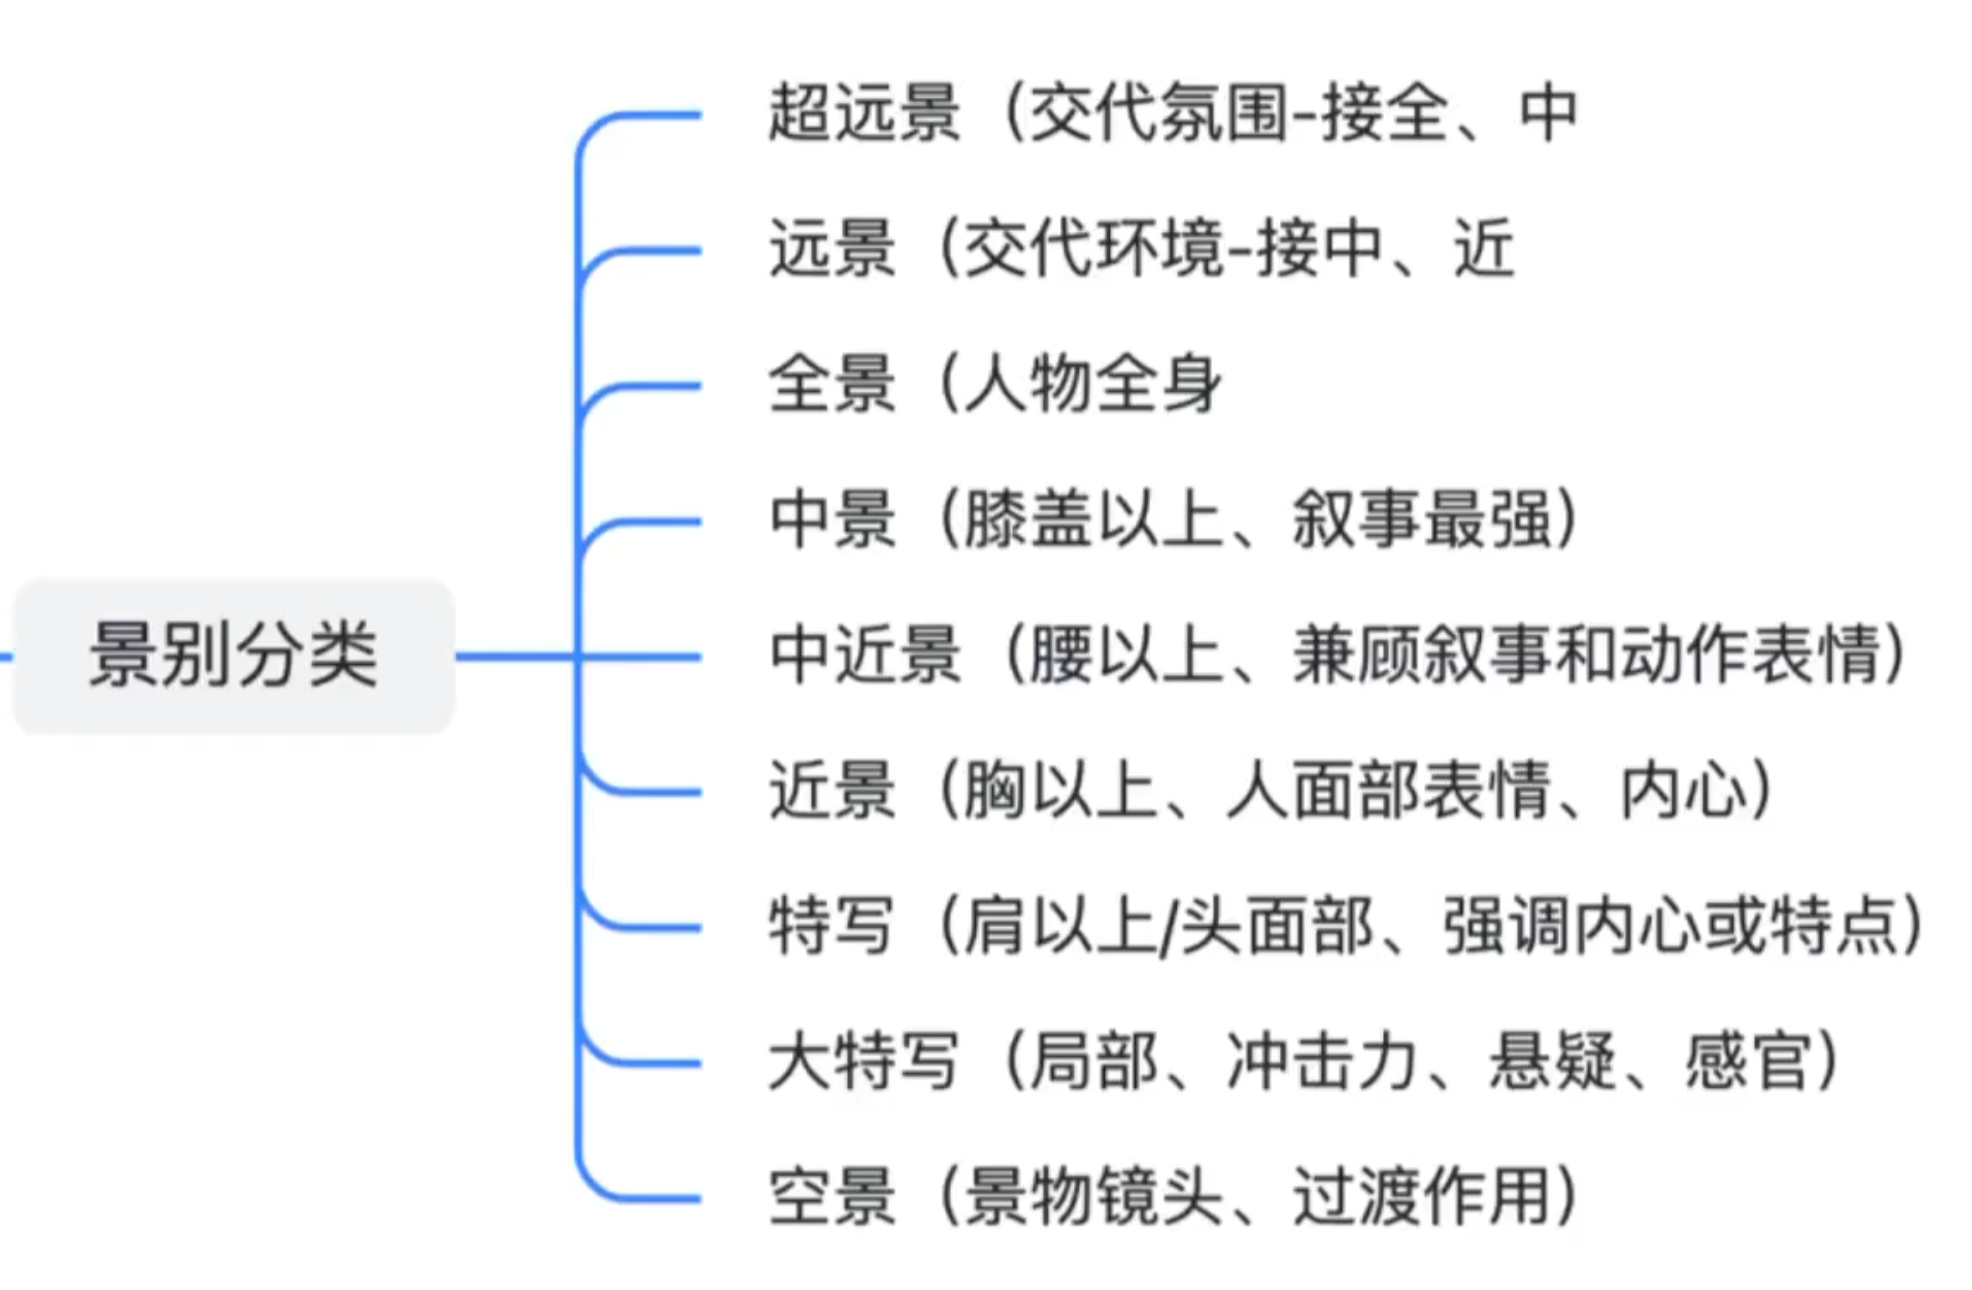 景别分类
超远景（交代氛围-接全、中
远景（交代环境-接中、近
全景（人物全身
中景（膝盖以上、叙事最强）
中近景（腰以上、兼顾叙事和动作表情）
近景（胸以上、人面部表情、内心）
特写（肩以上/头面部、强调内心或特点）
大特写（局部、冲击力、悬疑、感官）
空景（景物镜头、过渡作用）